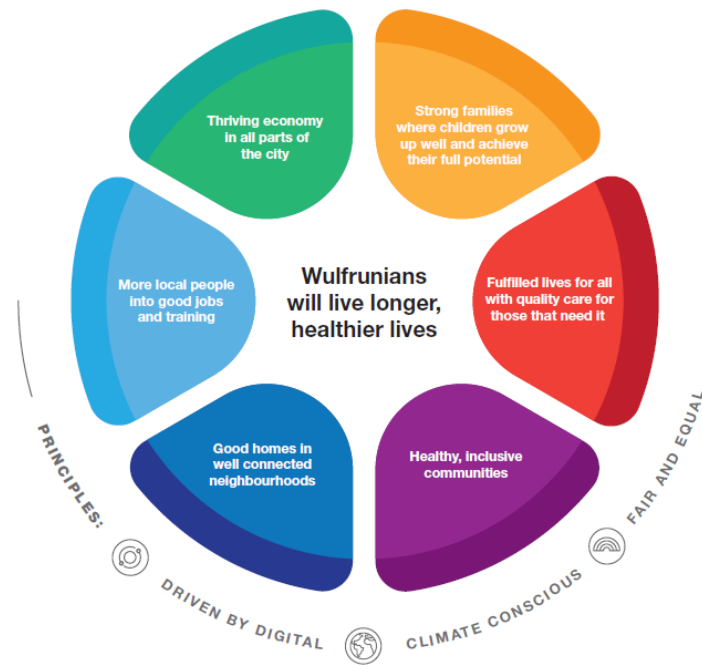 Thriving economy
in all parts of
the city
Strong families
where children grow
up well and achieve
their full potential
More local people
into good jobs
and training
Wulfrunians
will live longer,
healthier lives
Fulfilled lives for all
with quality care for
those that need it
Good homes in
well connected
neighbourhoods
Healthy, inclusive
communities
PRINCIPLES:
DRIVEN BY DIGITAL
CLIMATE CONSCIOUS
FAIR AND EQUAL